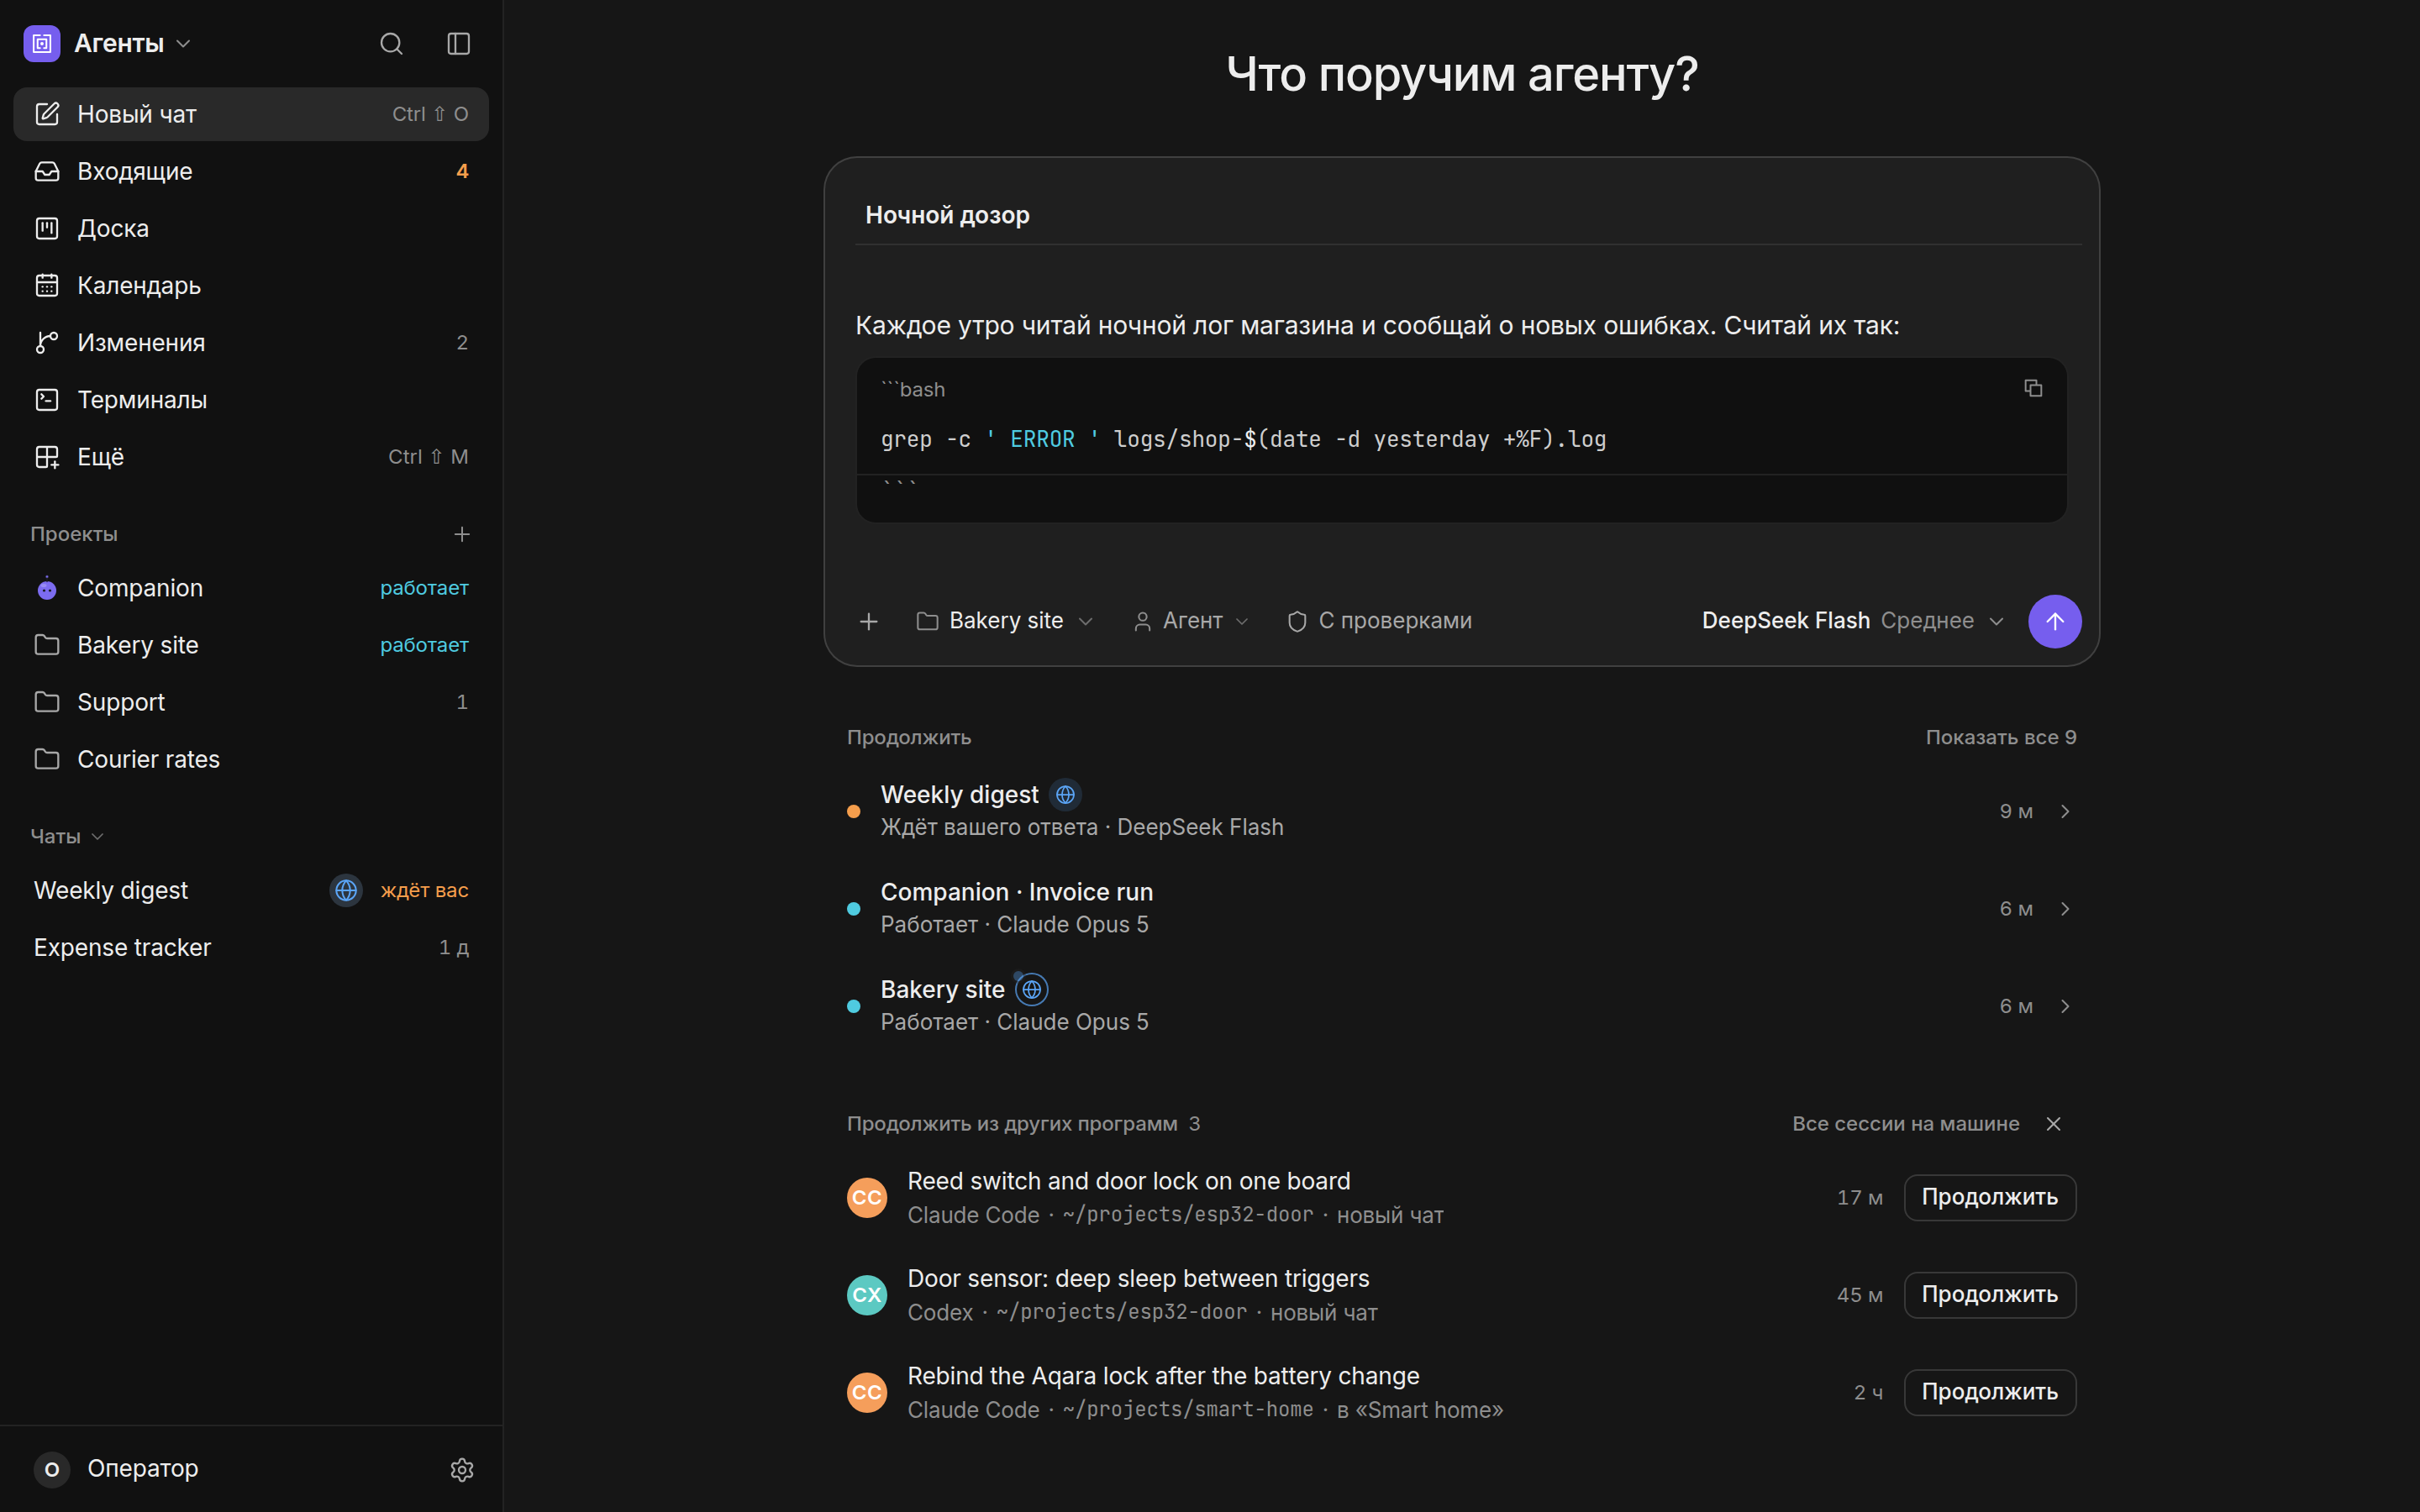 Агенты
Новый чат Ctrl ⇧ O
Входящие 4
Доска
Календарь
Изменения 2
Терминалы
Ещё Ctrl ⇧ M
Проекты
Companion работает
Bakery site работает
Support 1
Courier rates
Чаты
Weekly digest ждёт вас
Expense tracker 1 д
О Оператор
Что поручим агенту?
Ночной дозор
Каждое утро читай ночной лог магазина и сообщай о новых ошибках. Считай их так:
```bash
grep -c ' ERROR ' logs/shop-$(date -d yesterday +%F).log
```
Bakery site Агент С проверками DeepSeek Flash Среднее
Продолжить Показать все 9
Weekly digest
Ждёт вашего ответа · DeepSeek Flash 9 м
Companion · Invoice run
Работает · Claude Opus 5 6 м
Bakery site
Работает · Claude Opus 5 6 м
Продолжить из других программ 3 Все сессии на машине
CC Reed switch and door lock on one board
Claude Code · ~/projects/esp32-door · новый чат 17 м Продолжить
CX Door sensor: deep sleep between triggers
Codex · ~/projects/esp32-door · новый чат 45 м Продолжить
CC Rebind the Aqara lock after the battery change
Claude Code · ~/projects/smart-home · в «Smart home» 2 ч Продолжить